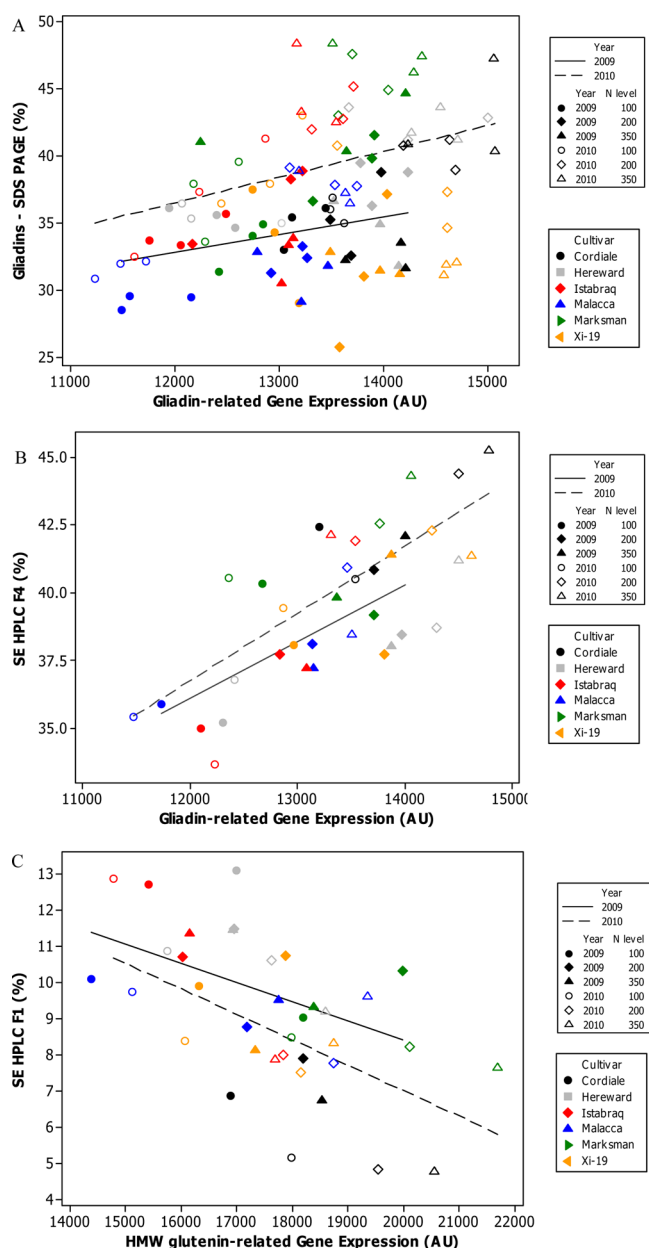 A
50
45
40
35
30
25
Gliadins - SDS PAGE (%)
11000 12000 13000 14000 15000
Gliadin-related Gene Expression (AU)
Year
2009
2010
Year N level
2009 100
2009 200
2009 350
2010 100
2010 200
2010 350
Cultivar
Cordiale
Hereward
Istabraq
Malacca
Marksman
Xi-19
B
45.0
42.5
40.0
37.5
35.0
SE HPLC F4 (%)
11000 12000 13000 14000 15000
Gliadin-related Gene Expression (AU)
Year
2009
2010
Year N level
2009 100
2009 200
2009 350
2010 100
2010 200
2010 350
Cultivar
Cordiale
Hereward
Istabraq
Malacca
Marksman
Xi-19
C
13
12
11
10
9
8
7
6
5
4
SE HPLC F1 (%)
14000 15000 16000 17000 18000 19000 20000 21000 22000
HMW glutenin-related Gene Expression (AU)
Year
2009
2010
Year N level
2009 100
2009 200
2009 350
2010 100
2010 200
2010 350
Cultivar
Cordiale
Hereward
Istabraq
Malacca
Marksman
Xi-19